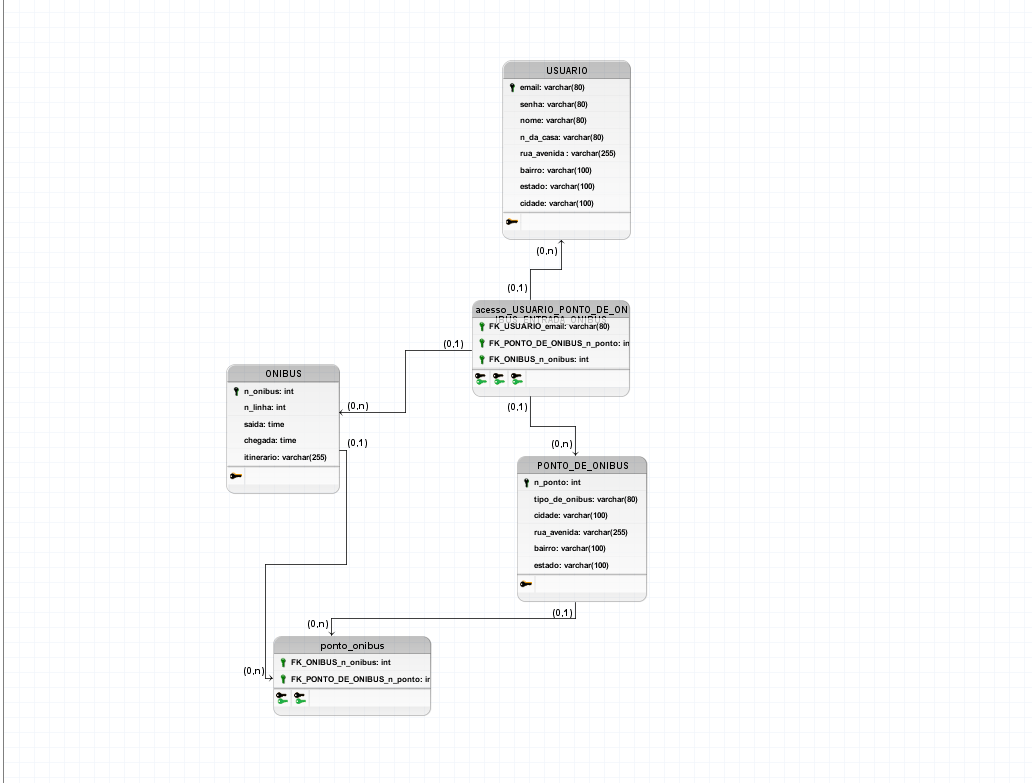 USUARIO
email: varchar(80)
senha: varchar(80)
nome: varchar(80)
n_da_casa: varchar(80)
rua_avenida : varchar(255)
bairro: varchar(100)
estado: varchar(100)
cidade: varchar(100)
(0,n)
(0,1)
acesso_USUARIO_PONTO_DE_ON
IBUS_ENTRADA_ONIBUS
FK_USUARIO_email: varchar(80)
FK_PONTO_DE_ONIBUS_n_ponto: in
FK_ONIBUS_n_onibus: int
(0,1)
ONIBUS
n_onibus: int
n_linha: int
saida: time
chegada: time
itinerario: varchar(255)
(0,n)
(0,1)
(0,1)
(0,n)
PONTO_DE_ONIBUS
n_ponto: int
tipo_de_onibus: varchar(80)
cidade: varchar(100)
rua_avenida: varchar(255)
bairro: varchar(100)
estado: varchar(100)
(0,1)
(0,n)
ponto_onibus
FK_ONIBUS_n_onibus: int
FK_PONTO_DE_ONIBUS_n_ponto: in
(0,n)